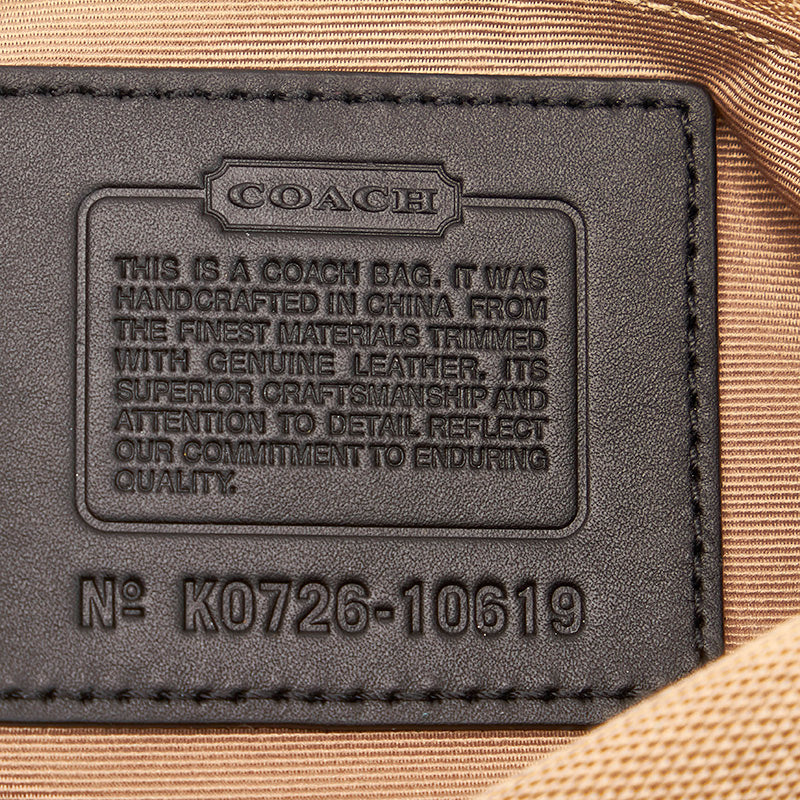 COACH
THIS IS A COACH BAG. IT WAS
HANDCRAFTED IN CHINA FROM
THE FINEST MATERIALS TRIMMED
WITH GENUINE LEATHER. ITS
SUPERIOR CRAFTSMANSHIP AND
ATTENTION TO DETAIL REFLECT
OUR COMMITMENT TO ENDURING
QUALITY.
Nº K0726-10619